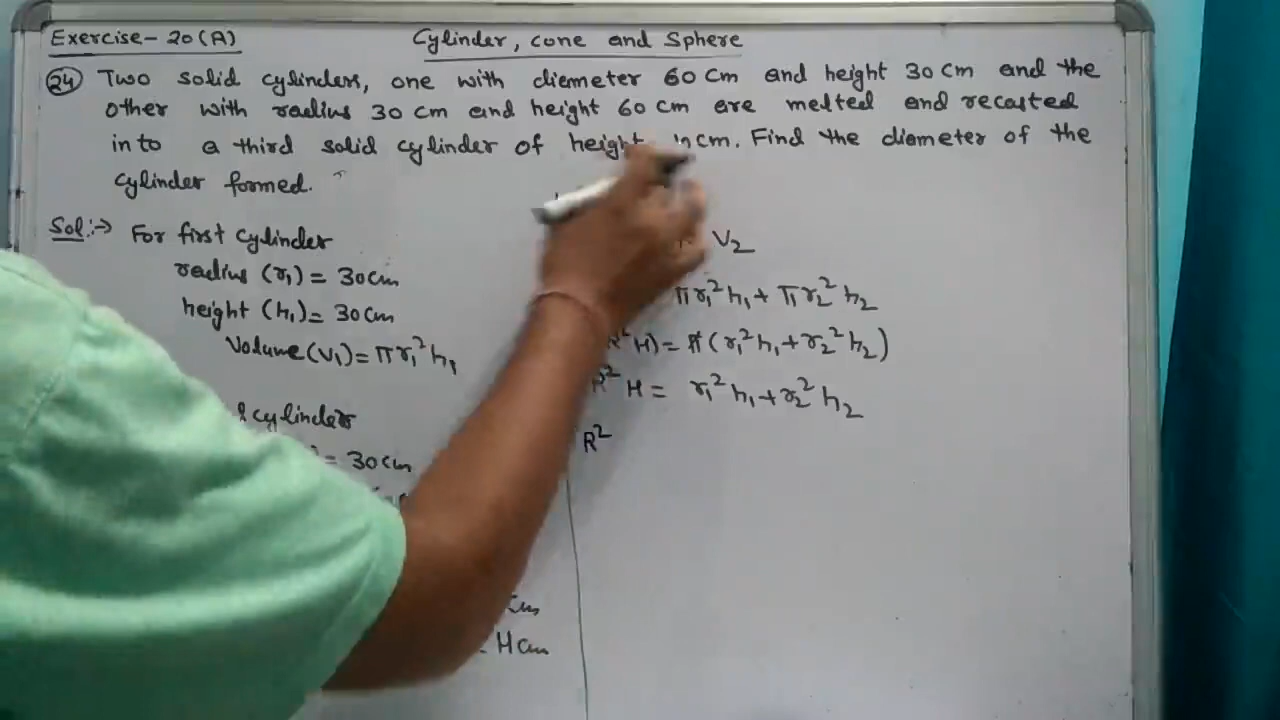 Exercise-20(A)
Cylinder, cone and Sphere
24 Two solid cylinders, one with diemeter 60 cm and height 30 cm and the
other with radius 30 cm and height 60 cm are melted and recasted
into a third solid cylinder of height cm. Find the diameter of the
cylinder formed.
Sol:-> For first cylinder
radius (r₁) = 30cm
height (h₁) = 30cm
Volume (V₁) = πr₁²h₁
cylinder
= 30cm
H cm
V₂
πr₁²h₁ + πr₂²h₂
R²H) = π(r₁²h₁ + r₂²h₂)
R²H = r₁²h₁ + r₂²h₂
R²